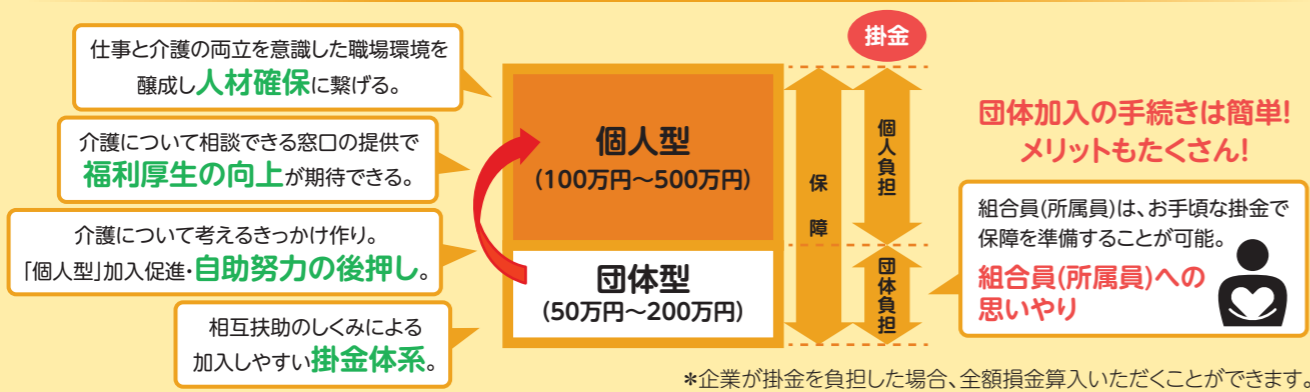 仕事と介護の両立を意識した職場環境を
醸成し人材確保に繋げる。
介護について相談できる窓口の提供で
福利厚生の向上が期待できる。
介護について考えるきっかけ作り。
「個人型」加入促進・自助努力の後押し。
相互扶助のしくみによる
加入しやすい掛金体系。
個人型
(100万円〜500万円)
団体型
(50万円〜200万円)
保障
掛金
個人負担
団体負担
団体加入の手続きは簡単!
メリットもたくさん!
組合員(所属員)は、お手頃な掛金で
保障を準備することが可能。
組合員(所属員)への
思いやり
*企業が掛金を負担した場合、全額損金算入いただくことができます。